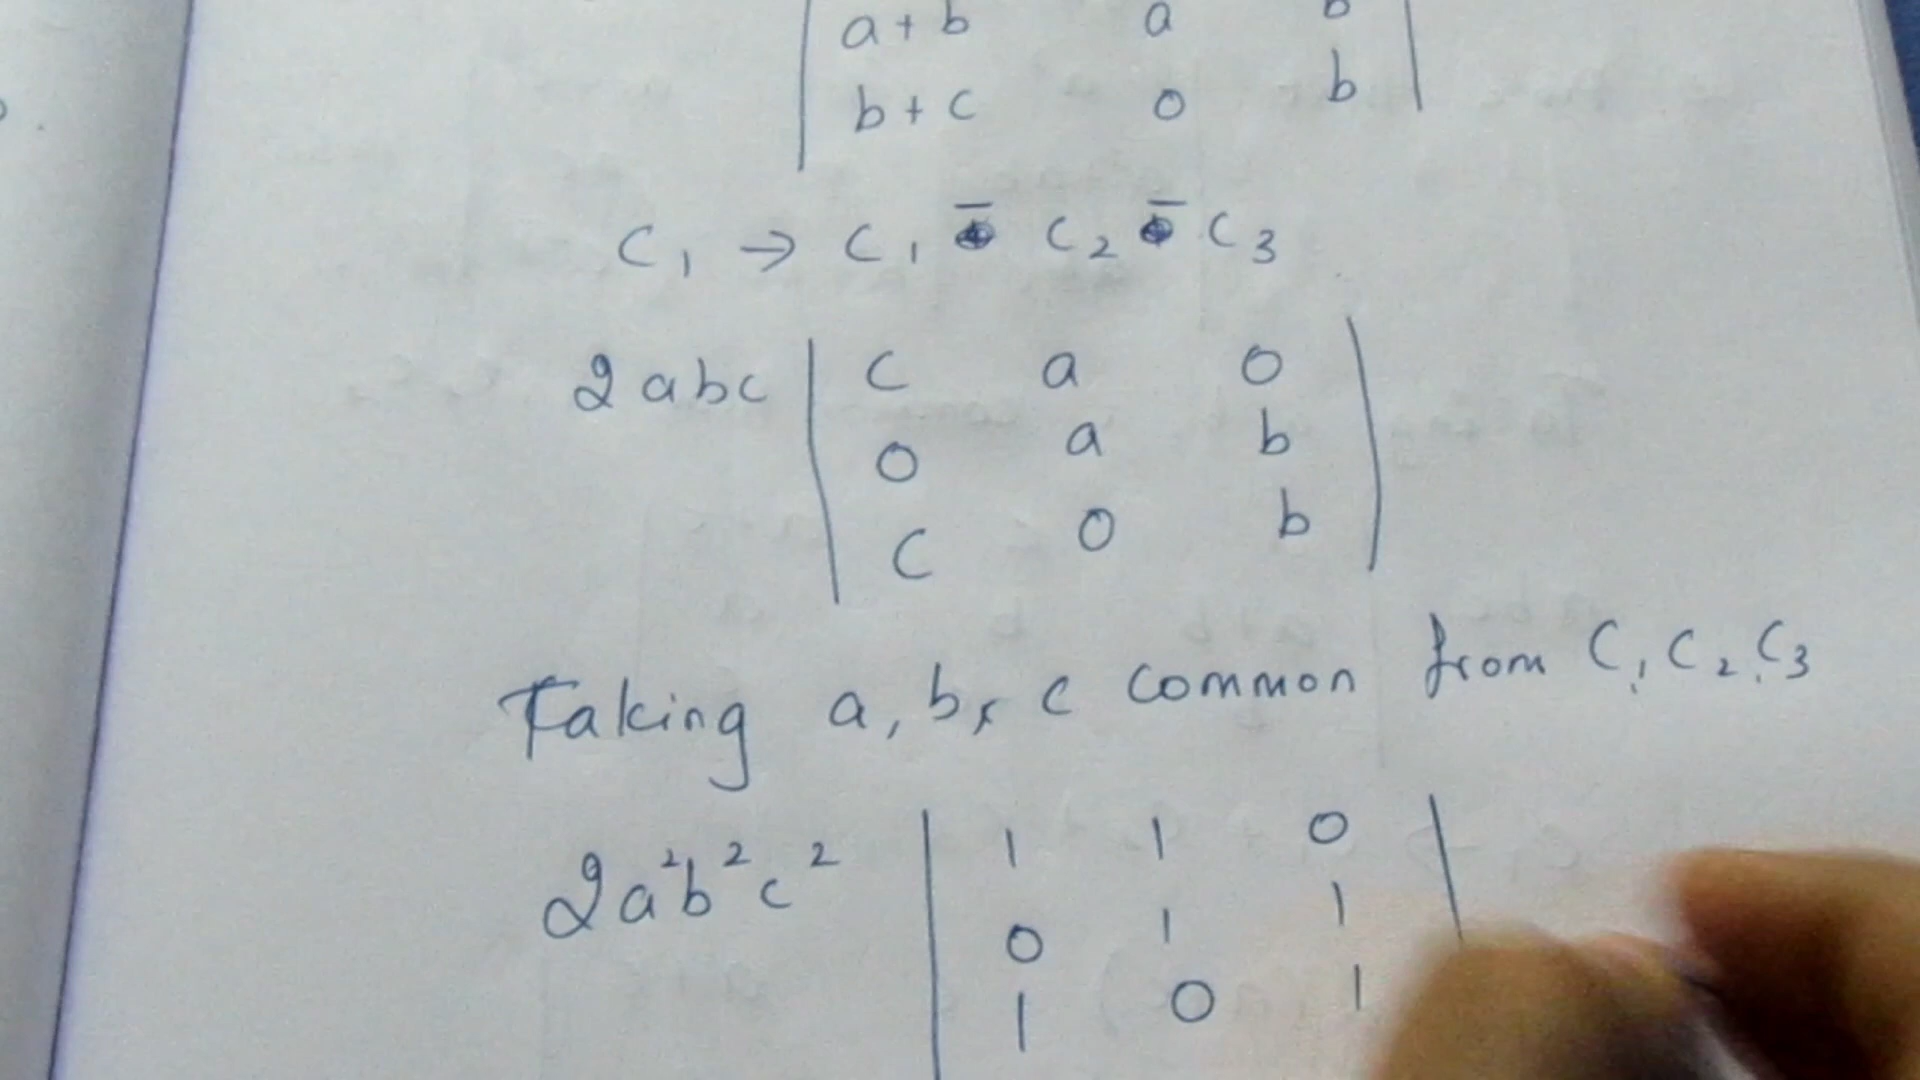 a + b a b
b + c 0 b
C1 → C1 - C2 - C3
2abc | c a 0 |
0 a b
c 0 b
Taking a, b, c common from C1, C2, C3
2a²b²c² | 1 1 0 |
0 1 1
1 0 1